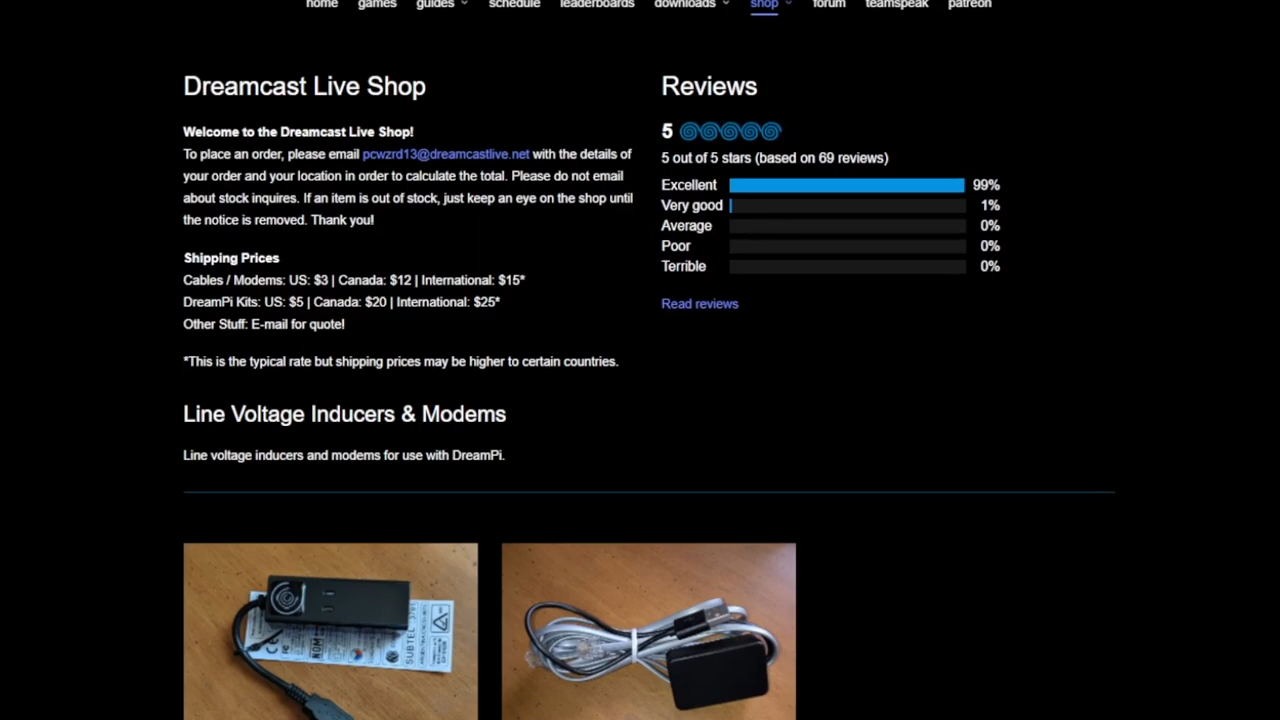 home games guides schedule leaderboards downloads shop forum teamspeak patreon
Dreamcast Live Shop
Welcome to the Dreamcast Live Shop!
To place an order, please email pcwzrd13@dreamcastlive.net with the details of
your order and your location in order to calculate the total. Please do not email
about stock inquires. If an item is out of stock, just keep an eye on the shop until
the notice is removed. Thank you!
Shipping Prices
Cables / Modems: US: $3 | Canada: $12 | International: $15*
DreamPi Kits: US: $5 | Canada: $20 | International: $25*
Other Stuff: E-mail for quote!
*This is the typical rate but shipping prices may be higher to certain countries.
Reviews
5
5 out of 5 stars (based on 69 reviews)
Excellent 99%
Very good 1%
Average 0%
Poor 0%
Terrible 0%
Read reviews
Line Voltage Inducers & Modems
Line voltage inducers and modems for use with DreamPi.
NOM
SUBTEL